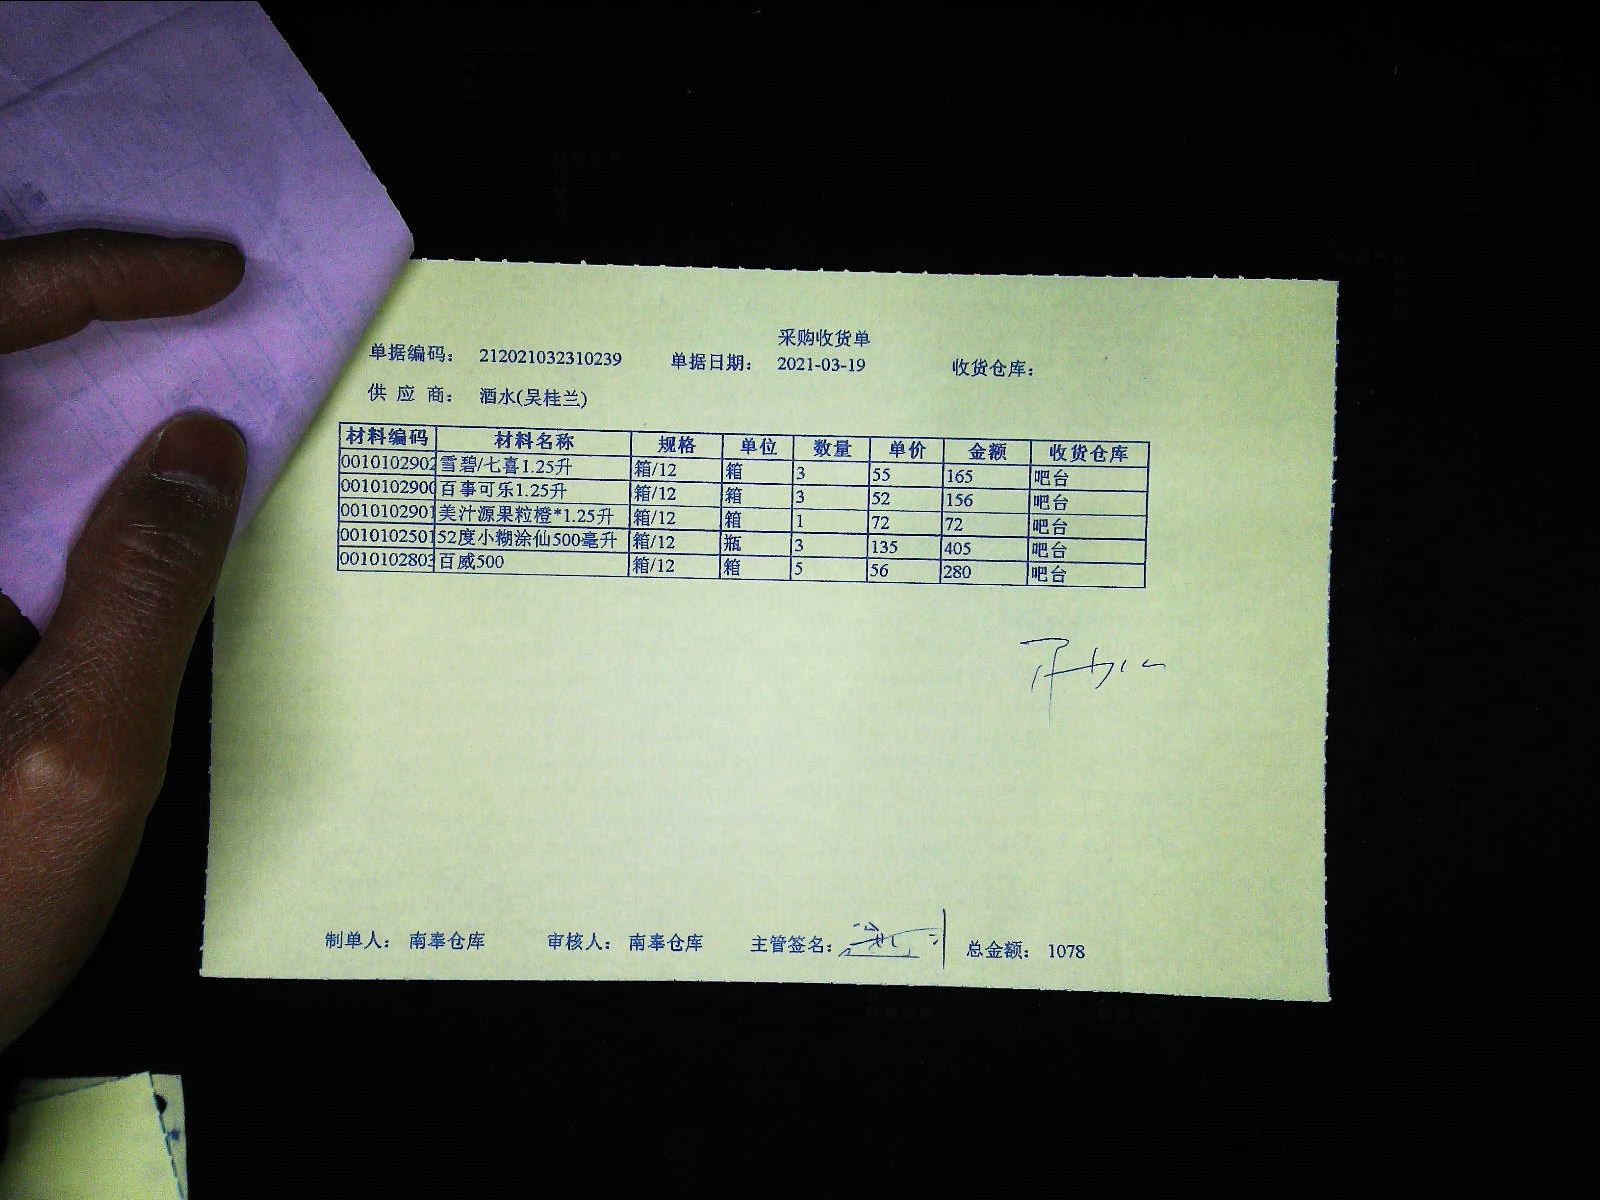 采购收货单
单据编码： 212021032310239 单据日期： 2021-03-19 收货仓库：
供 应 商： 酒水(吴桂兰)
材料编码 材料名称 规格 单位 数量 单价 金额 收货仓库
0010102902 雪碧/七喜1.25升 箱/12 箱 3 55 165 吧台
0010102900 百事可乐1.25升 箱/12 箱 3 52 156 吧台
0010102901 美汁源果粒橙*1.25升 箱/12 箱 1 72 72 吧台
0010102501 52度小糊涂仙500毫升 箱/12 瓶 3 135 405 吧台
0010102803 百威500 箱/12 箱 5 56 280 吧台
制单人： 南奉仓库 审核人： 南奉仓库 主管签名： 总金额： 1078